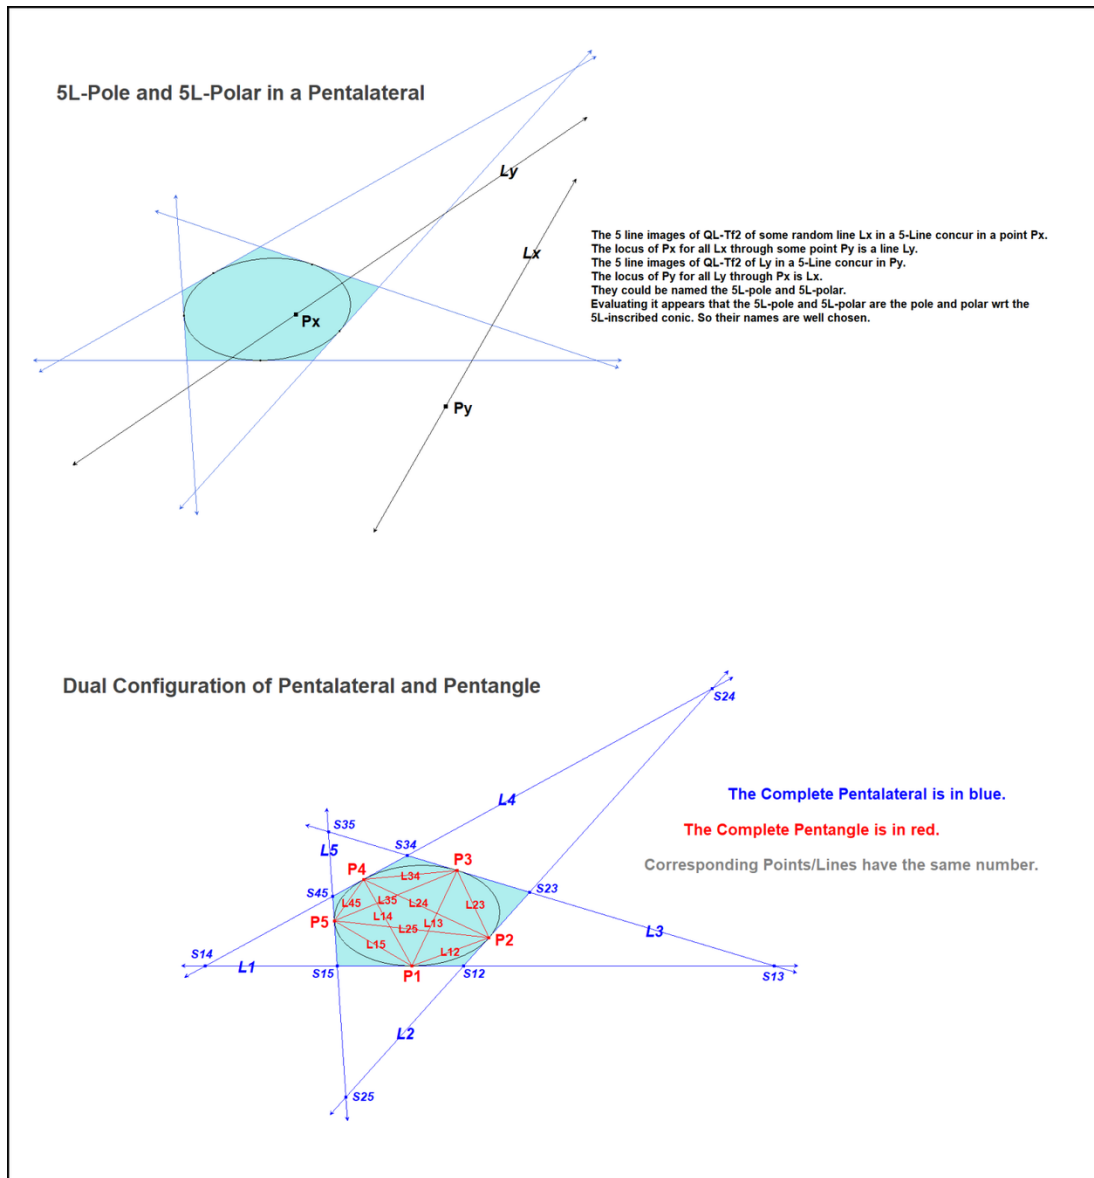 5L-Pole and 5L-Polar in a Pentalateral
Ly
Lx
The 5 line images of QL-Tf2 of some random line Lx in a 5-Line concur in a point Px.
The locus of Px for all Lx through some point Py is a line Ly.
The 5 line images of QL-Tf2 of Ly in a 5-Line concur in Py.
The locus of Py for all Ly through Px is Lx.
They could be named the 5L-pole and 5L-polar.
Evaluating it appears that the 5L-pole and 5L-polar are the pole and polar wrt the
5L-inscribed conic. So their names are well chosen.
Px
Py
Dual Configuration of Pentalateral and Pentangle
S24
L4
The Complete Pentalateral is in blue.
S35
The Complete Pentangle is in red.
L5
S34
P3
Corresponding Points/Lines have the same number.
P4
L34
S23
S45
L45
L35
L24
L23
L14
L13
P5
L25
L3
P2
L15
L12
S14
L1
S15
P1
S12
S13
L2
S25